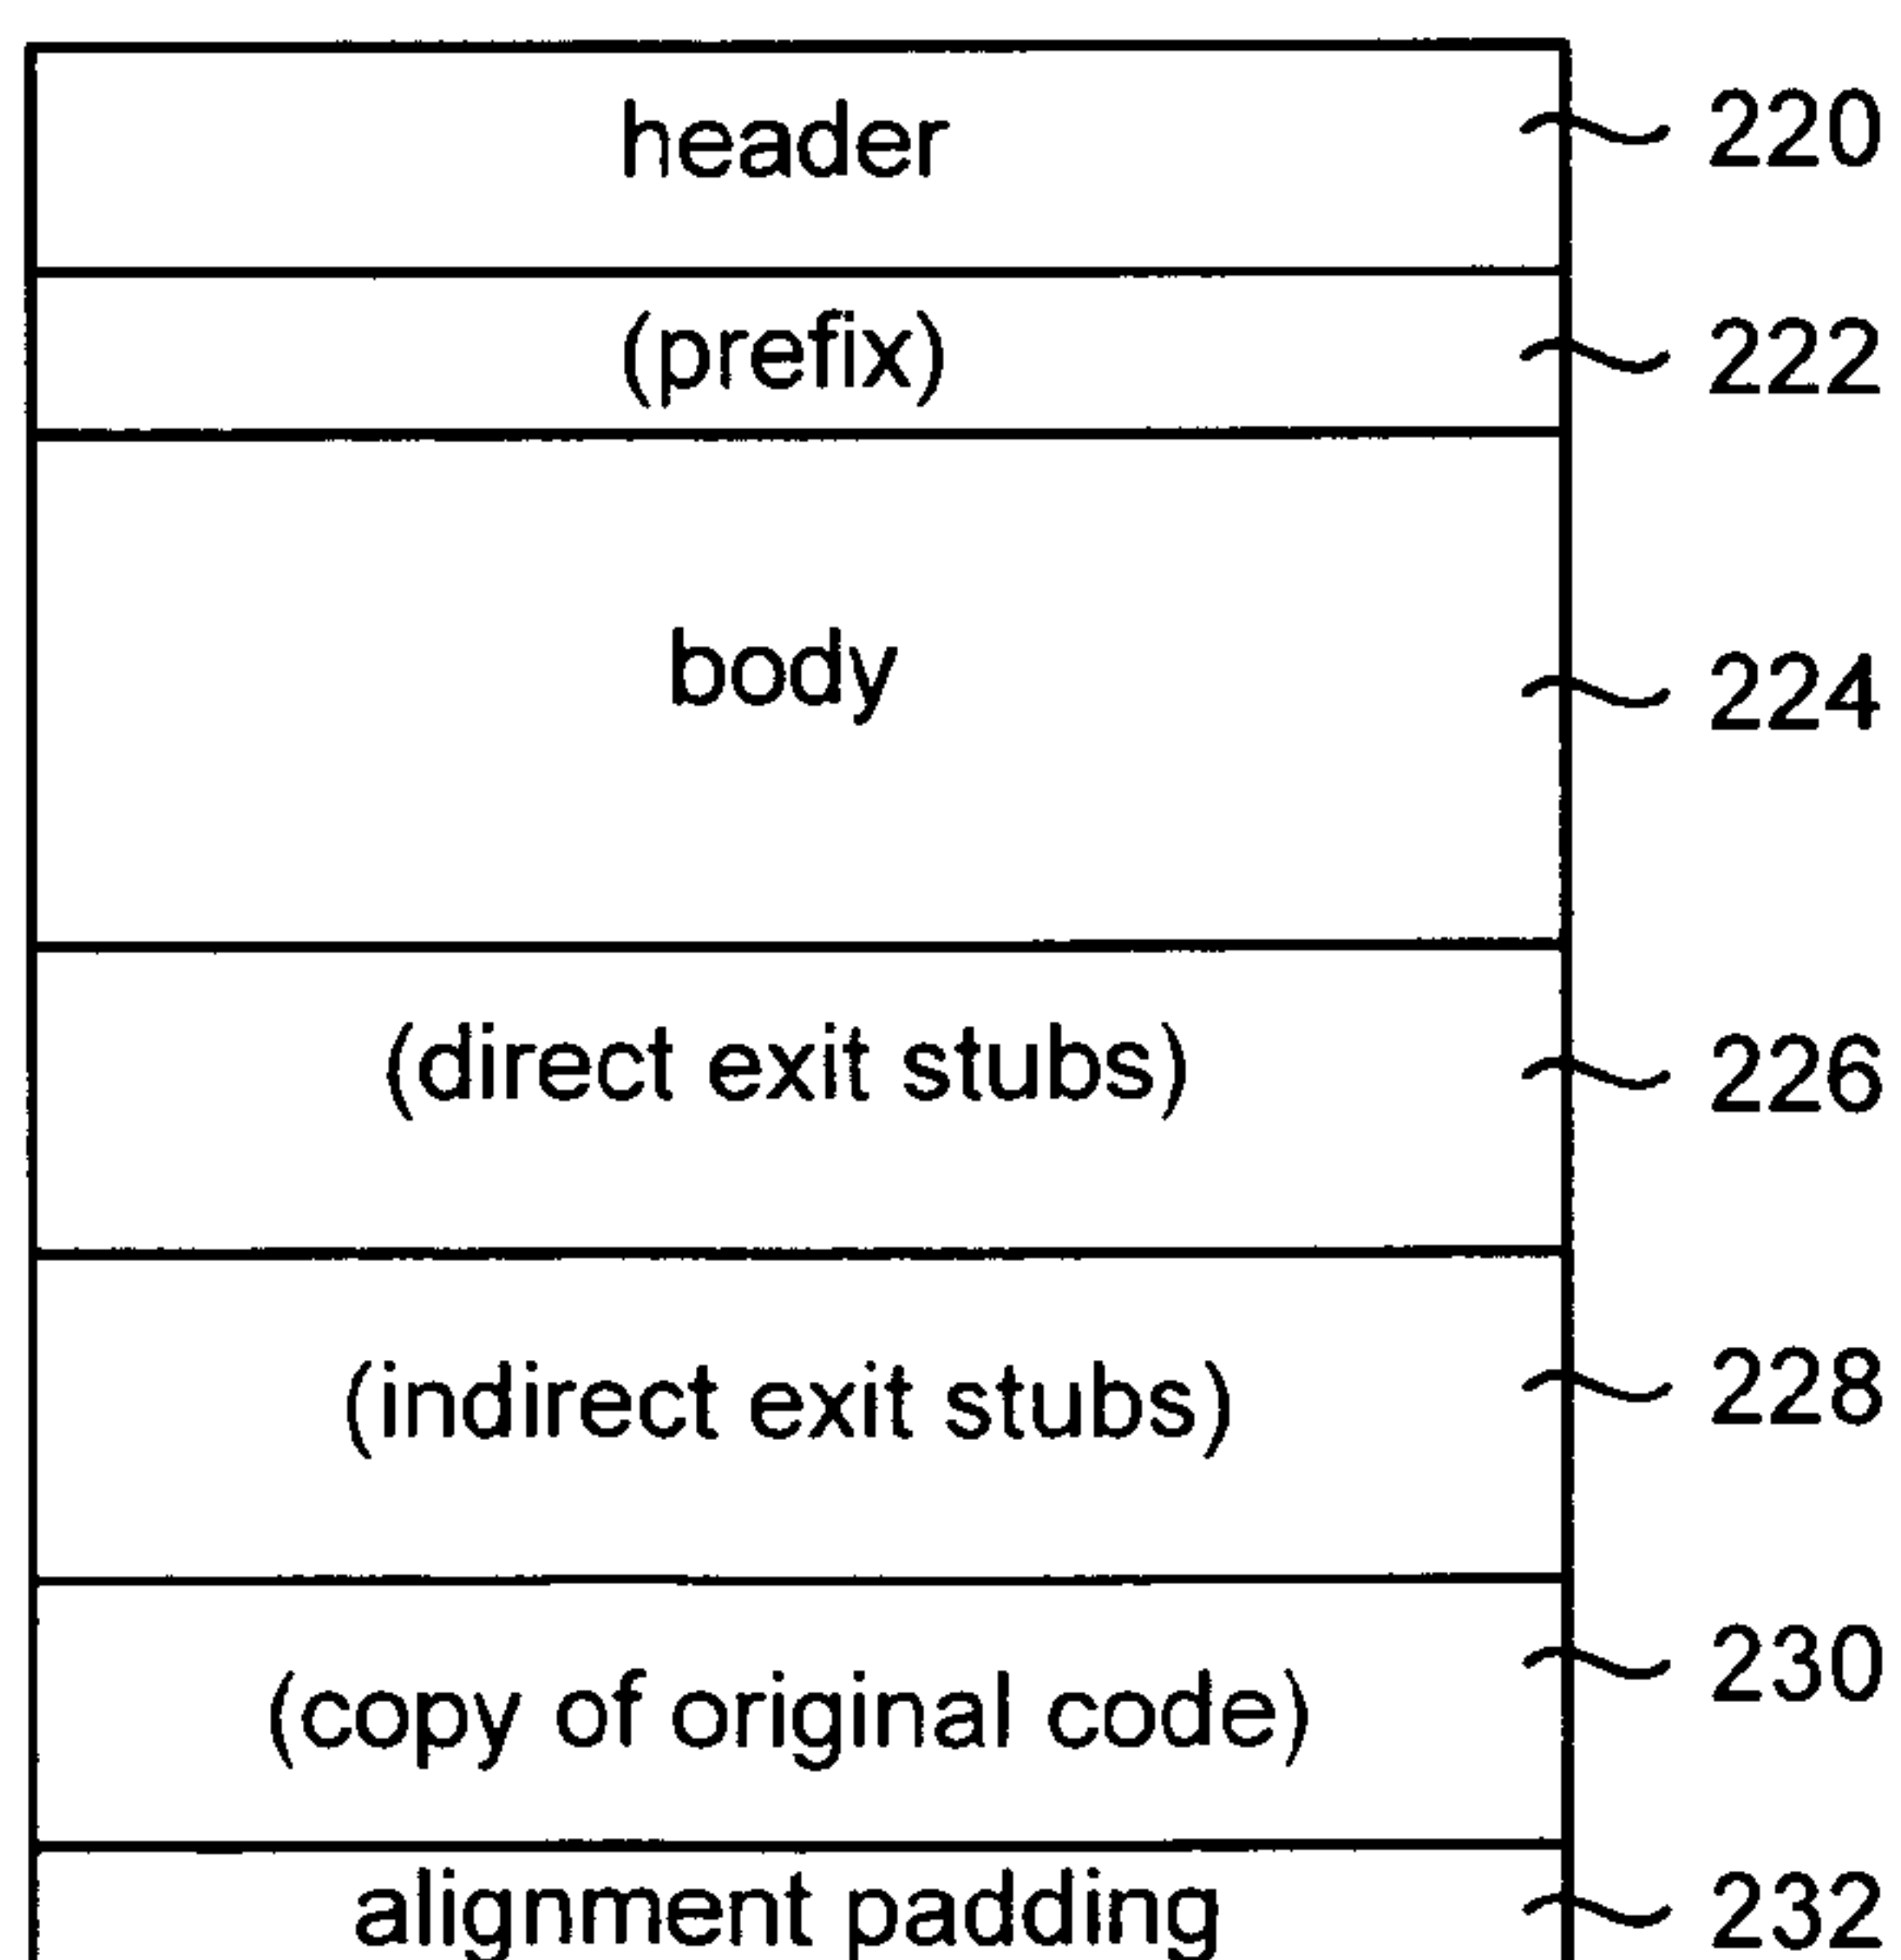 header 220
(prefix) 222
body 224
(direct exit stubs) 226
(indirect exit stubs) 228
(copy of original code) 230
alignment padding 232